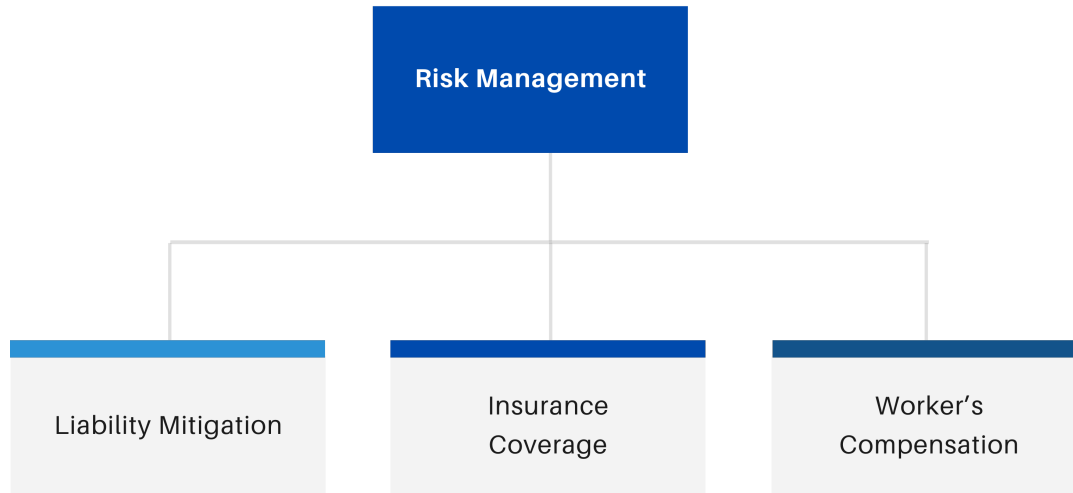 Risk Management
Liability Mitigation
Insurance
Coverage
Worker’s
Compensation